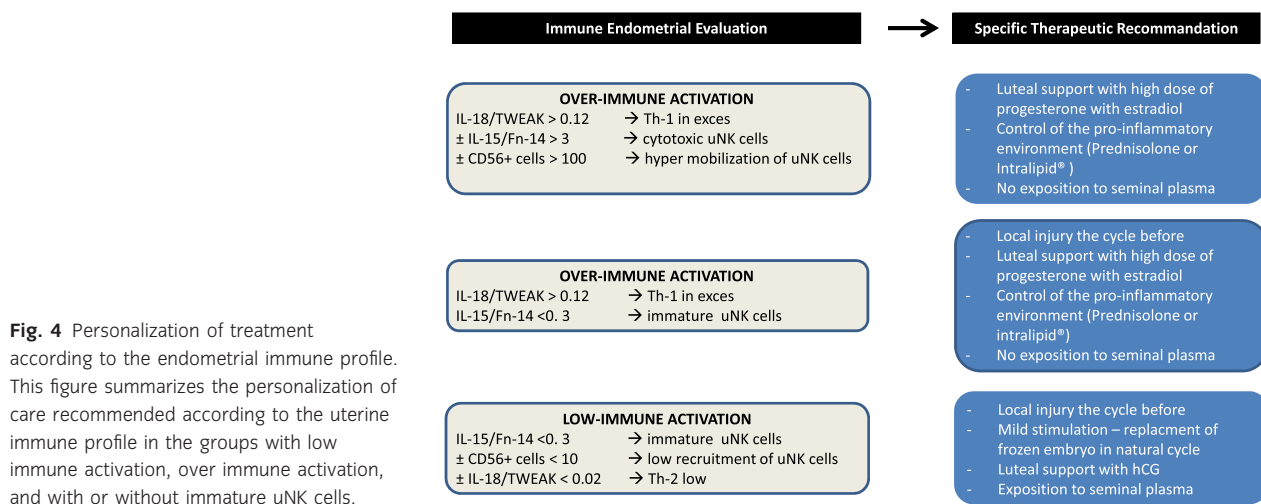 Immune Endometrial Evaluation → Specific Therapeutic Recommandation
OVER-IMMUNE ACTIVATION
IL-18/TWEAK > 0.12 → Th-1 in exces
± IL-15/Fn-14 > 3 → cytotoxic uNK cells
± CD56+ cells > 100 → hyper mobilization of uNK cells
- Luteal support with high dose of
progesterone with estradiol
- Control of the pro-inflammatory
environment (Prednisolone or
Intralipid® )
- No exposition to seminal plasma
OVER-IMMUNE ACTIVATION
IL-18/TWEAK > 0.12 → Th-1 in exces
IL-15/Fn-14 <0. 3 → immature uNK cells
- Local injury the cycle before
- Luteal support with high dose of
progesterone with estradiol
- Control of the pro-inflammatory
environment (Prednisolone or
intralipid®)
- No exposition to seminal plasma
LOW-IMMUNE ACTIVATION
IL-15/Fn-14 <0. 3 → immature uNK cells
± CD56+ cells < 10 → low recruitment of uNK cells
± IL-18/TWEAK < 0.02 → Th-2 low
- Local injury the cycle before
- Mild stimulation – replacment of
frozen embryo in natural cycle
- Luteal support with hCG
- Exposition to seminal plasma
Fig. 4 Personalization of treatment
according to the endometrial immune profile.
This figure summarizes the personalization of
care recommended according to the uterine
immune profile in the groups with low
immune activation, over immune activation,
and with or without immature uNK cells.